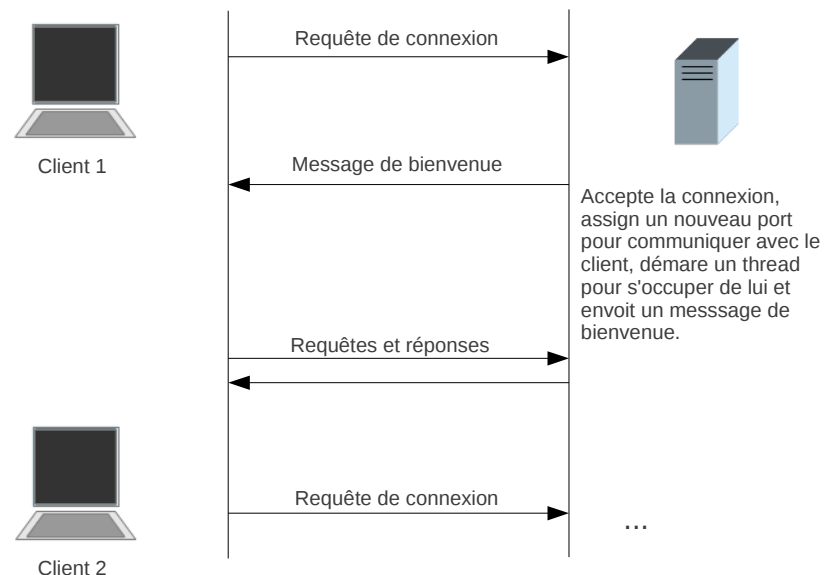 Requête de connexion
Client 1
Message de bienvenue
Accepte la connexion,
assign un nouveau port
pour communiquer avec le
client, démare un thread
pour s'occuper de lui et
envoit un messsage de
bienvenue.
Requêtes et réponses
Requête de connexion
...
Client 2